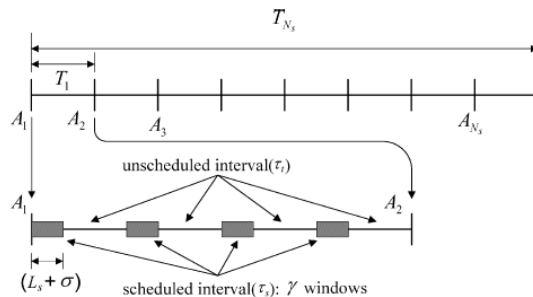 T_{N_s}
T_1
A_1 A_2 A_3 A_{N_s}
unscheduled interval(τ_t)
A_1 A_2
(L_s + σ) scheduled interval(τ_s): γ windows